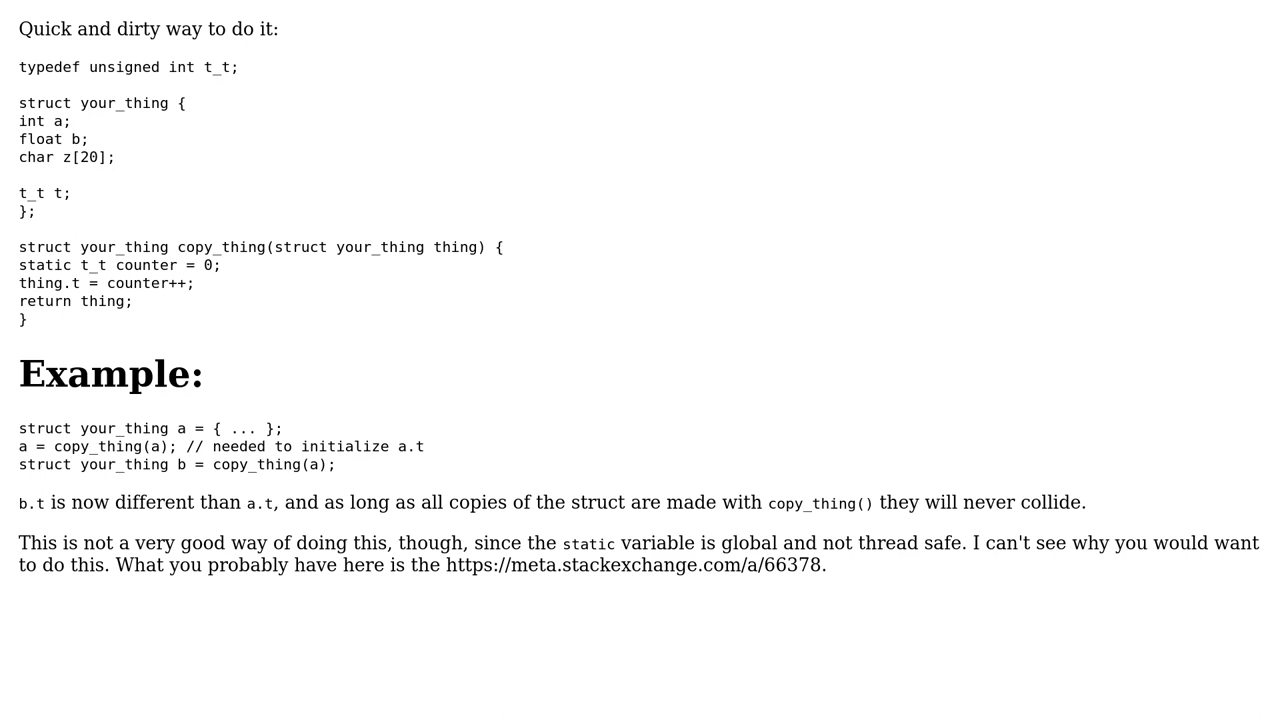 Quick and dirty way to do it:
typedef unsigned int t_t;
struct your_thing {
int a;
float b;
char z[20];
t_t t;
};
struct your_thing copy_thing(struct your_thing thing) {
static t_t counter = 0;
thing.t = counter++;
return thing;
}
Example:
struct your_thing a = { ... };
a = copy_thing(a); // needed to initialize a.t
struct your_thing b = copy_thing(a);
b.t is now different than a.t, and as long as all copies of the struct are made with copy_thing() they will never collide.
This is not a very good way of doing this, though, since the static variable is global and not thread safe. I can't see why you would want
to do this. What you probably have here is the https://meta.stackexchange.com/a/66378.